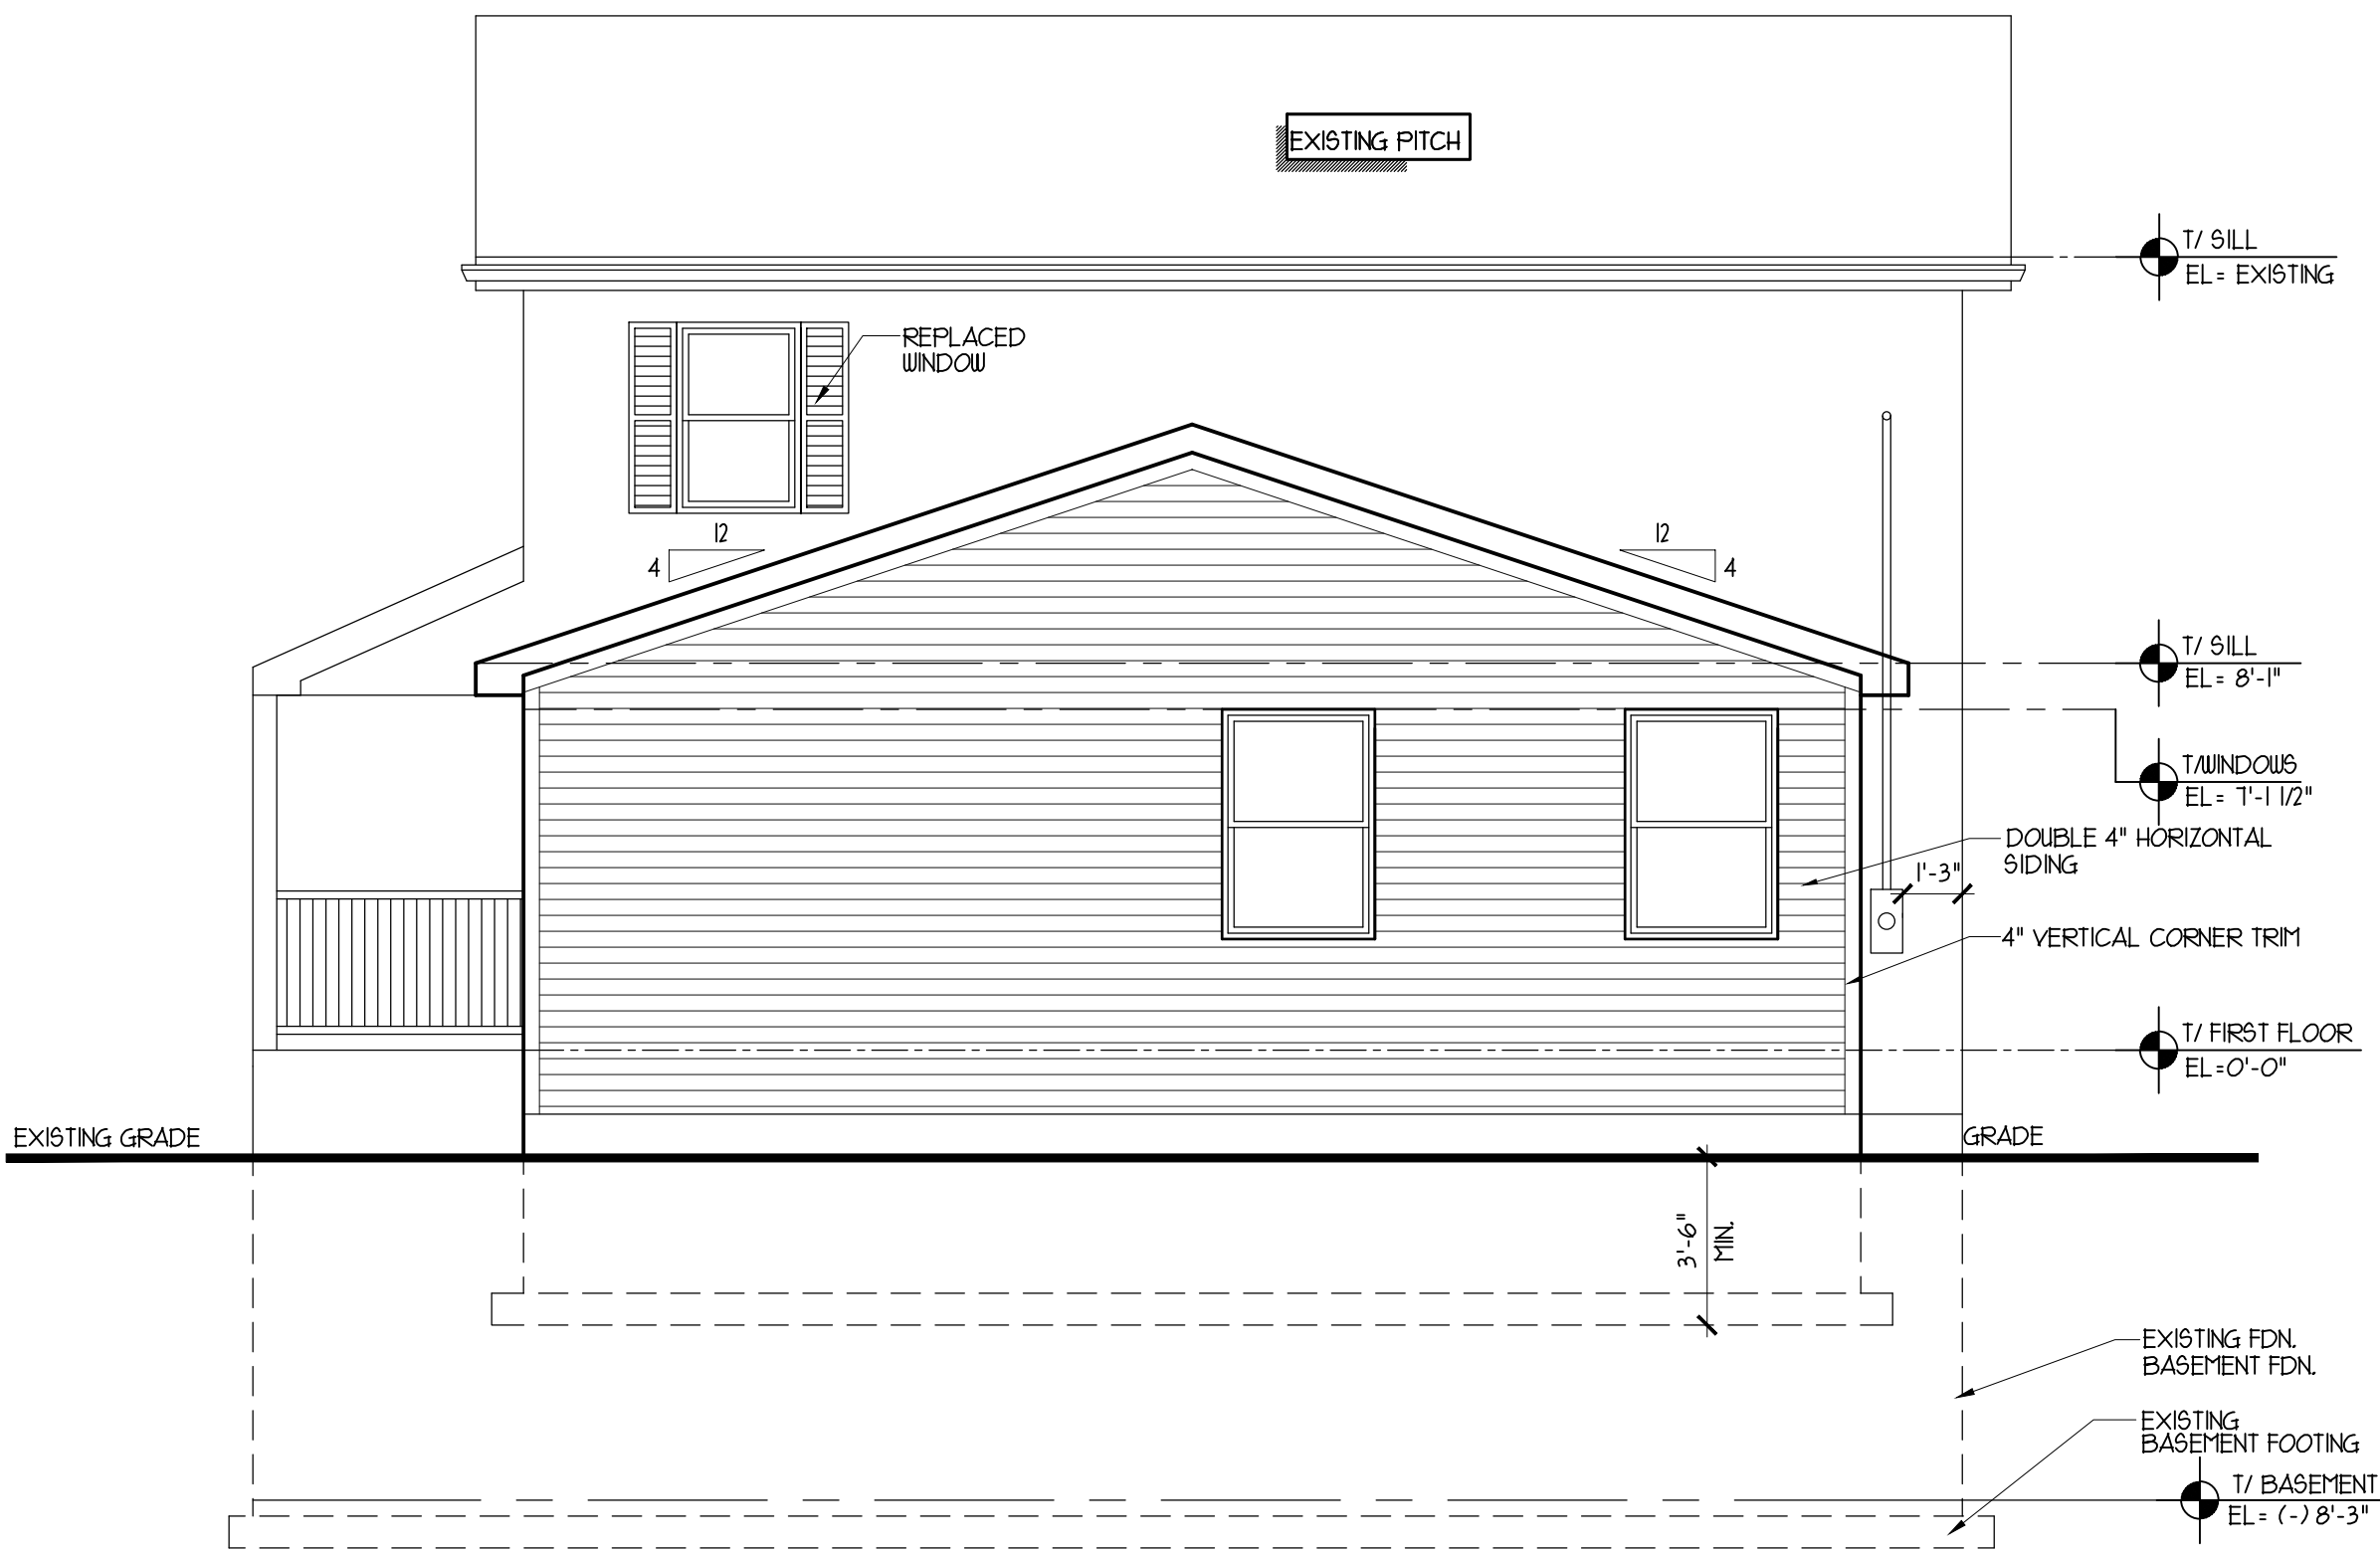 EXISTING PITCH
T/ SILL
EL= EXISTING
REPLACED
WINDOW
12
4
12
4
T/ SILL
EL= 8'-1"
T/WINDOWS
EL= 7'-1 1/2"
DOUBLE 4" HORIZONTAL
SIDING
1'-3"
4" VERTICAL CORNER TRIM
T/ FIRST FLOOR
EL=0'-0"
EXISTING GRADE
GRADE
3'-6"
MIN.
EXISTING FDN.
BASEMENT FDN.
EXISTING
BASEMENT FOOTING
T/ BASEMENT
EL= (-) 8'-3"